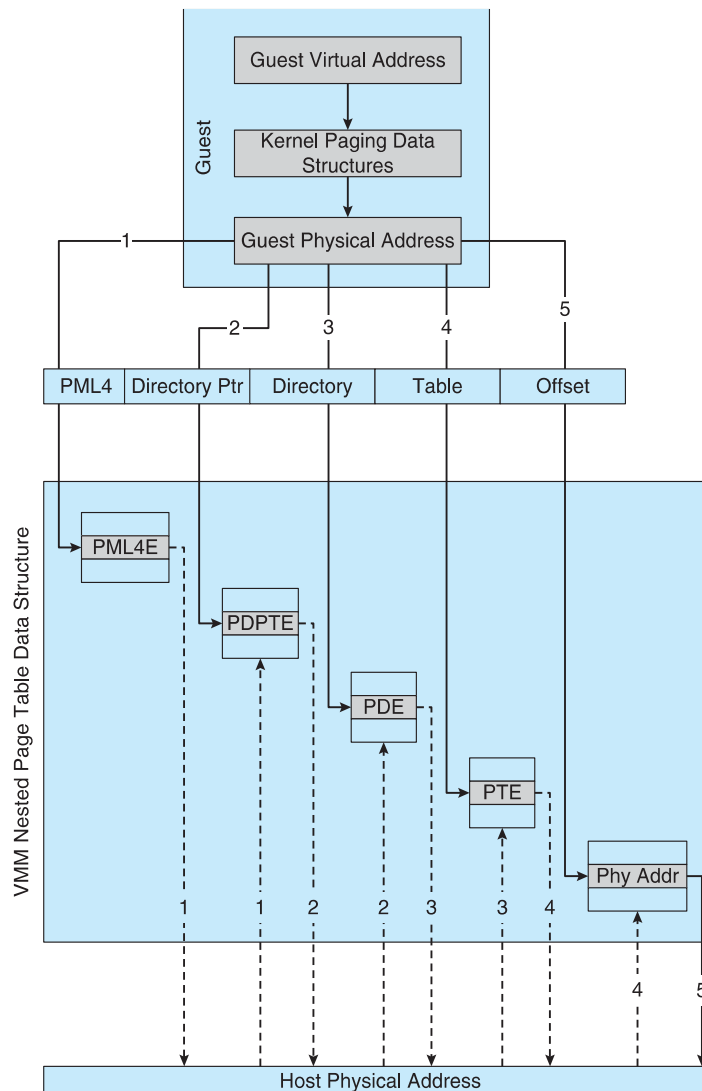 Guest Virtual Address
Kernel Paging Data
Structures
Guest
Guest Physical Address
1
2
3
4
5
PML4
Directory Ptr
Directory
Table
Offset
VMM Nested Page Table Data Structure
PML4E
PDPTE
PDE
PTE
Phy Addr
1
1
2
2
3
3
4
4
5
Host Physical Address